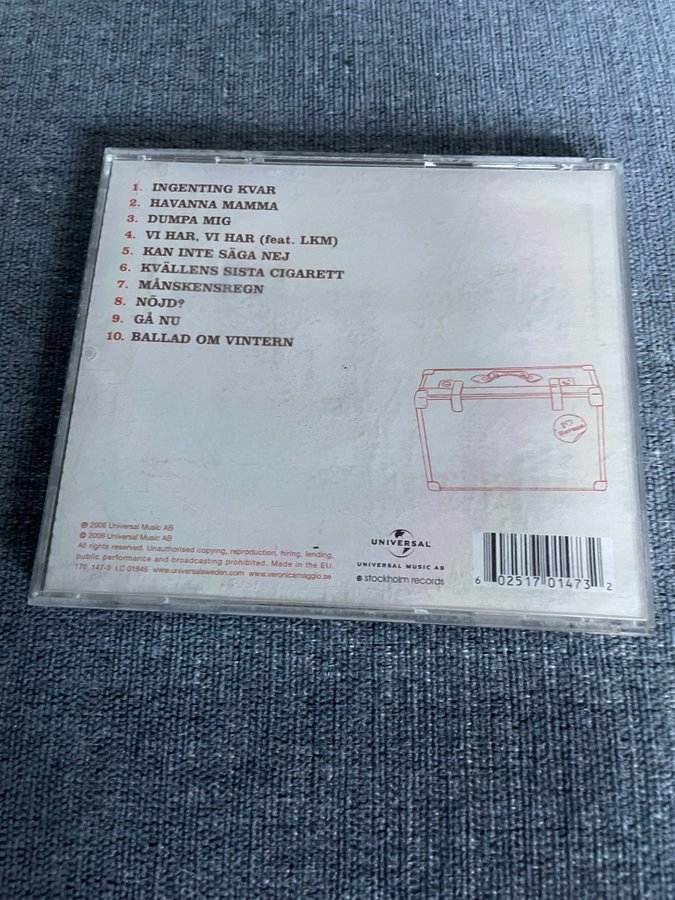 1. INGENTING KVAR
2. HAVANNA MAMMA
3. DUMPA MIG
4. VI HAR, VI HAR (feat. LKM)
5. KAN INTE SÄGA NEJ
6. KVÄLLENS SISTA CIGARETT
7. MÅNSKENSREGN
8. NÖJD?
9. GÅ NU
10. BALLAD OM VINTERN
I ♡
℗ 2006 Universal Music AB
© 2006 Universal Music AB
All rights reserved. Unauthorised copying, reproduction, hiring, lending,
public performance and broadcasting prohibited. Made in the EU.
170 147-3 LC 01846 www.universalsweden.com www.veronicamaggio.se
UNIVERSAL
UNIVERSAL MUSIC AB
stockholm records
6 02517 01473 2